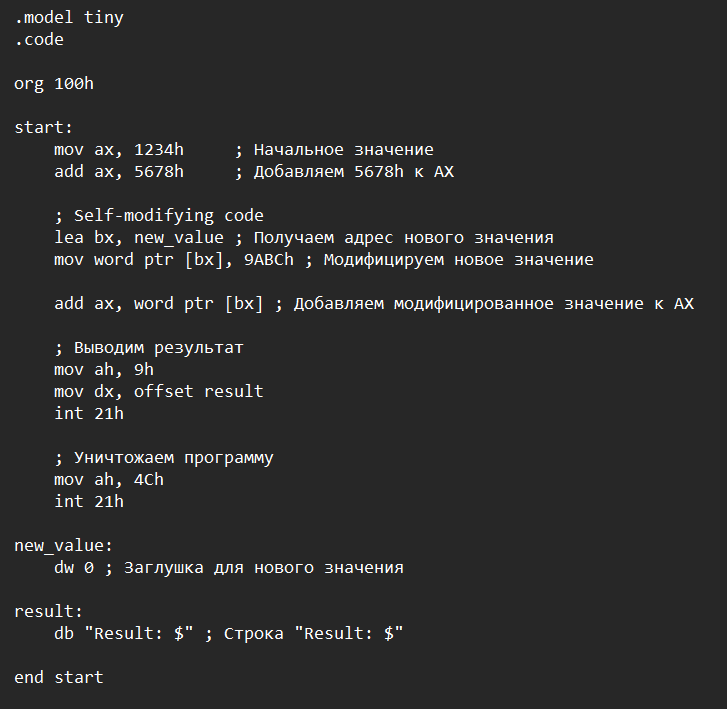 .model tiny
.code
org 100h
start:
    mov ax, 1234h     ; Начальное значение
    add ax, 5678h     ; Добавляем 5678h к AX
    ; Self-modifying code
    lea bx, new_value ; Получаем адрес нового значения
    mov word ptr [bx], 9ABCh ; Модифицируем новое значение
    add ax, word ptr [bx] ; Добавляем модифицированное значение к AX
    ; Выводим результат
    mov ah, 9h
    mov dx, offset result
    int 21h
    ; Уничтожаем программу
    mov ah, 4Ch
    int 21h
new_value:
    dw 0 ; Заглушка для нового значения
result:
    db "Result: $" ; Строка "Result: $"
end start